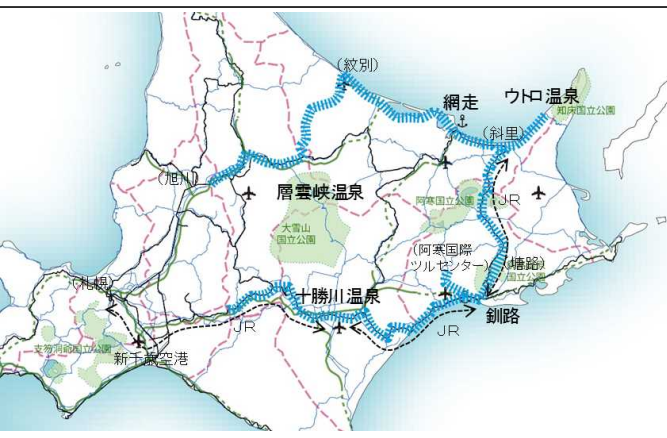 （紋別）
網走
ウトロ温泉
知床国立公園
（斜里）
（旭川）
層雲峡温泉
阿寒国立公園
JR
大雪山
国立公園
（阿寒国際
ツルセンター）
（塘路）
国立公園
（札幌）
十勝川温泉
釧路
JR
JR
支笏洞爺国立公園
新千歳空港